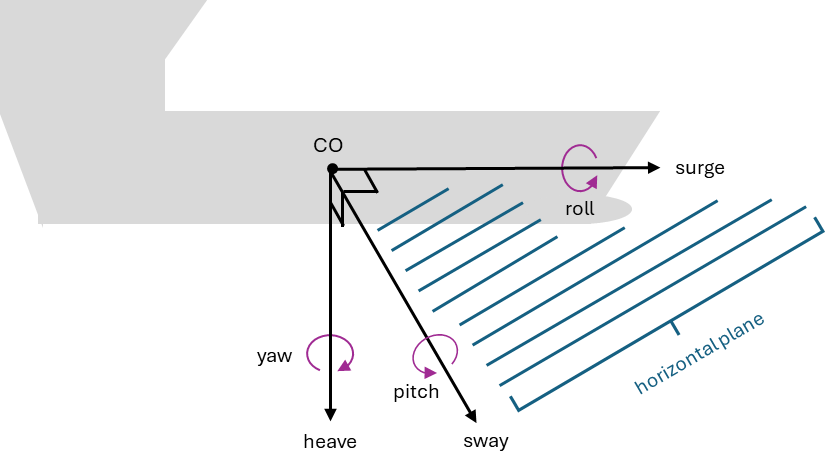 CO
surge
roll
horizontal plane
yaw
pitch
heave
sway